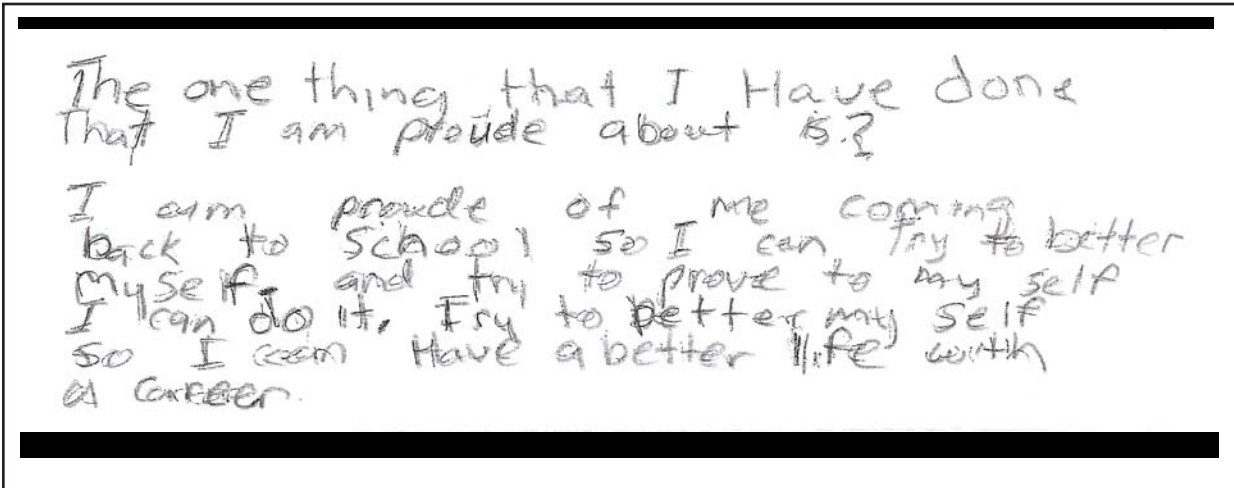 The one thing that I Have done
That I am proude about is?
I am proude of me coming
back to School so I can Try to better
myself. and try to prove to my self
I can do it. Try to better my self
so I can Have a better life with
a career.